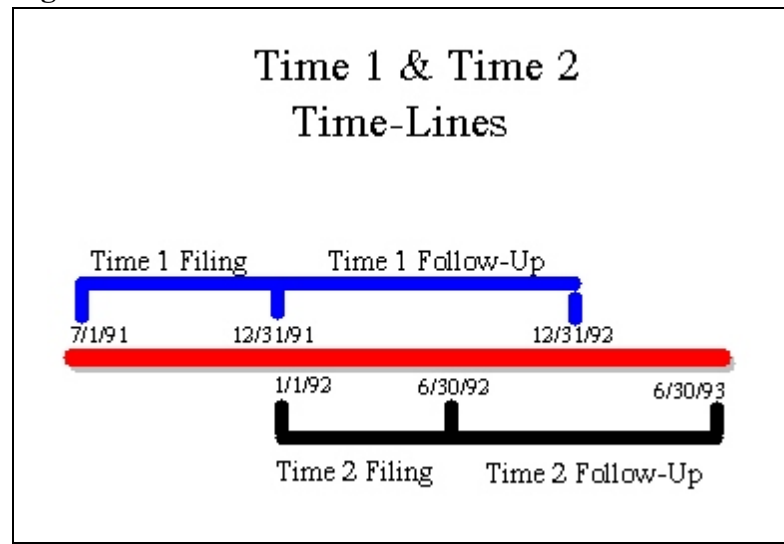 Time 1 & Time 2
Time-Lines
Time 1 Filing Time 1 Follow-Up
7/1/91 12/31/91 12/31/92
1/1/92 6/30/92 6/30/93
Time 2 Filing Time 2 Follow-Up